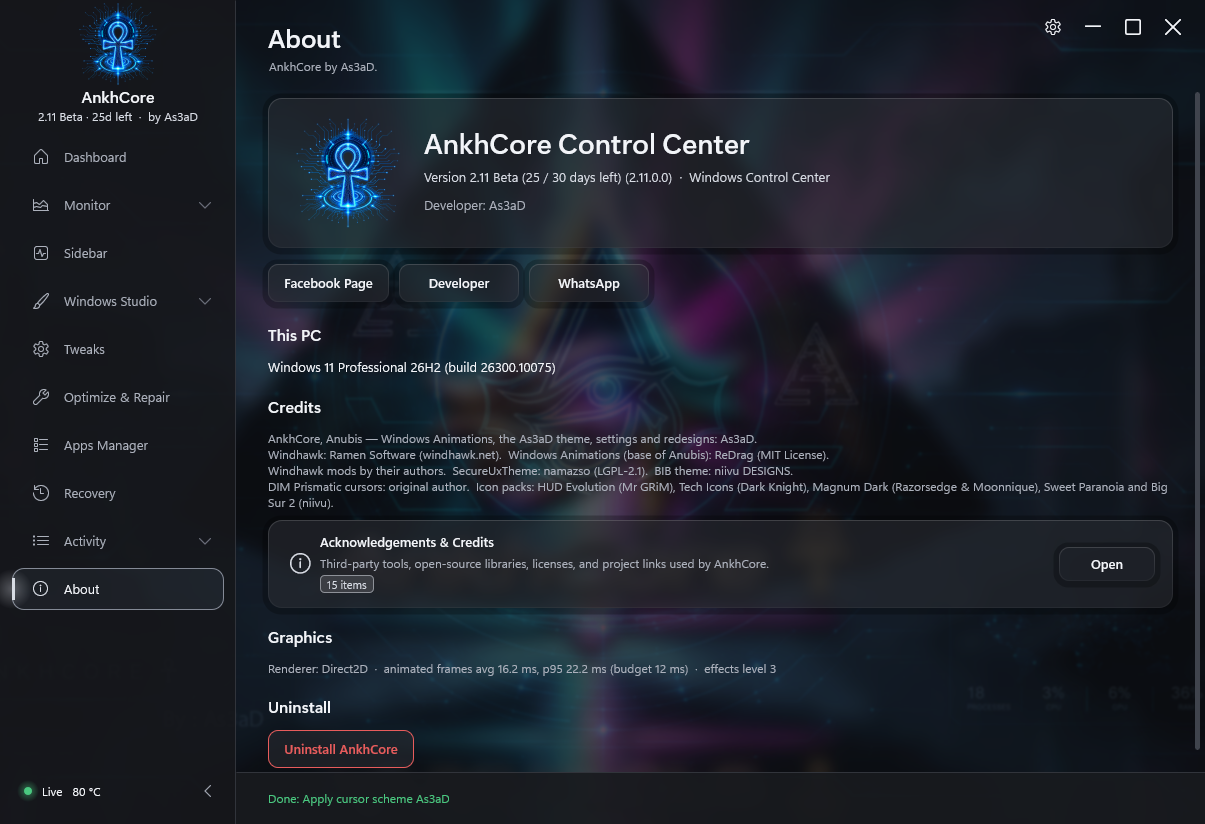 AnkhCore
2.11 Beta · 25d left · by As3aD
Dashboard
Monitor
Sidebar
Windows Studio
Tweaks
Optimize & Repair
Apps Manager
Recovery
Activity
About
Live 80 °C
About
AnkhCore by As3aD.
AnkhCore Control Center
Version 2.11 Beta (25 / 30 days left) (2.11.0.0) · Windows Control Center
Developer: As3aD
Facebook Page
Developer
WhatsApp
This PC
Windows 11 Professional 26H2 (build 26300.10075)
Credits
AnkhCore, Anubis — Windows Animations, the As3aD theme, settings and redesigns: As3aD.
Windhawk: Ramen Software (windhawk.net). Windows Animations (base of Anubis): ReDrag (MIT License).
Windhawk mods by their authors. SecureUxTheme: namazso (LGPL-2.1). BIB theme: niivu DESIGNS.
DIM Prismatic cursors: original author. Icon packs: HUD Evolution (Mr GRiM), Tech Icons (Dark Knight), Magnum Dark (Razorsedge & Moonnique), Sweet Paranoia and Big
Sur 2 (niivu).
Acknowledgements & Credits
Third-party tools, open-source libraries, licenses, and project links used by AnkhCore.
15 items
Open
Graphics
Renderer: Direct2D · animated frames avg 16.2 ms, p95 22.2 ms (budget 12 ms) · effects level 3
18
3%
6%
Uninstall
Uninstall AnkhCore
Done: Apply cursor scheme As3aD